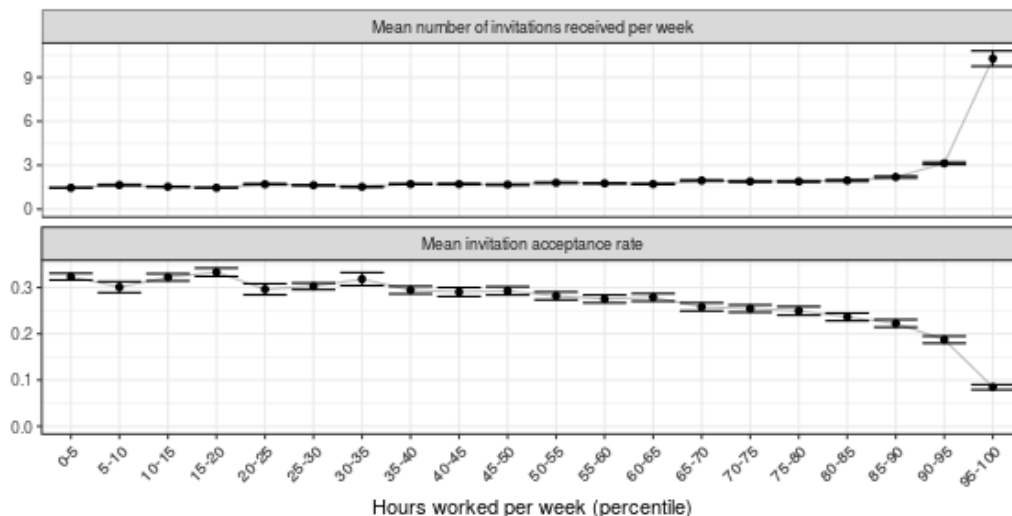 Mean number of invitations received per week
9
6
3
0
Mean invitation acceptance rate
0.3
0.2
0.1
0.0
0-5 5-10 10-15 15-20 20-25 25-30 30-35 35-40 40-45 45-50 50-55 55-60 60-65 65-70 70-75 75-80 80-85 85-90 90-95 95-100
Hours worked per week (percentile)